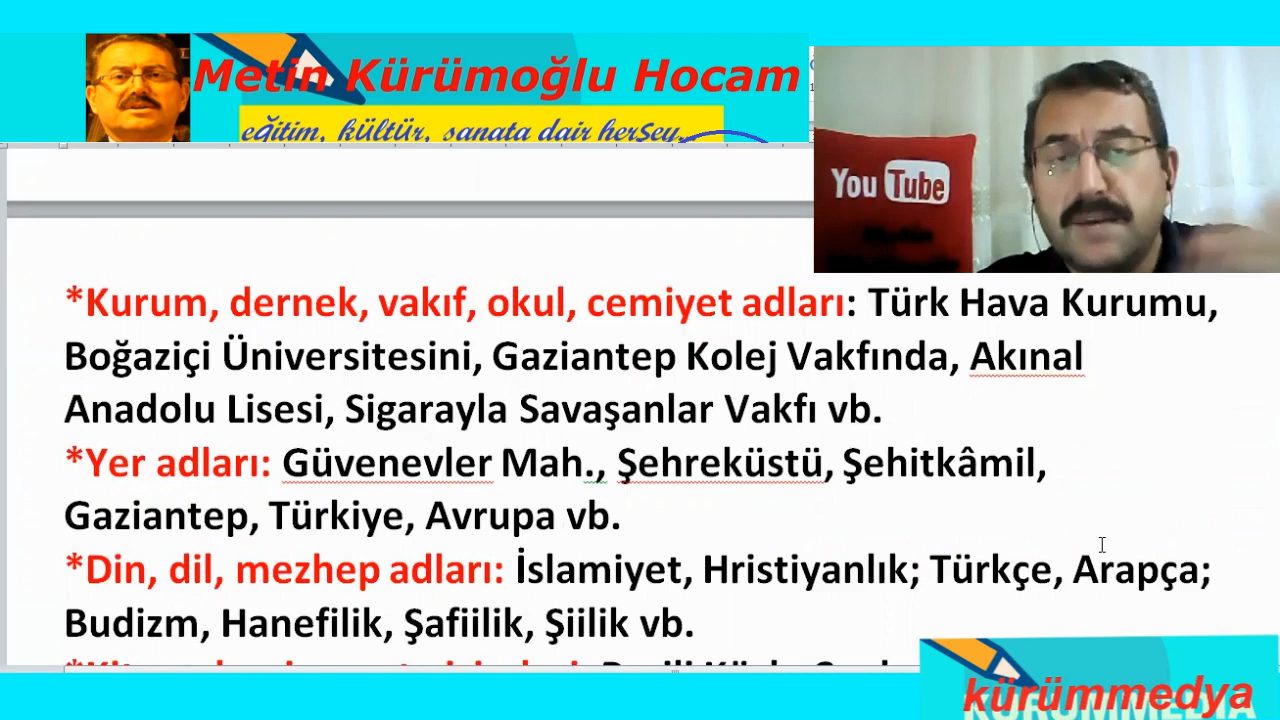 Metin Kürümoğlu Hocam
eğitim, kültür, sanata dair herşey...
You Tube
*Kurum, dernek, vakıf, okul, cemiyet adları: Türk Hava Kurumu,
Boğaziçi Üniversitesini, Gaziantep Kolej Vakfında, Akınal
Anadolu Lisesi, Sigarayla Savaşanlar Vakfı vb.
*Yer adları: Güvenevler Mah., Şehreküstü, Şehitkâmil,
Gaziantep, Türkiye, Avrupa vb.
*Din, dil, mezhep adları: İslamiyet, Hristiyanlık; Türkçe, Arapça;
Budizm, Hanefilik, Şafiilik, Şiilik vb.
kürümmedya